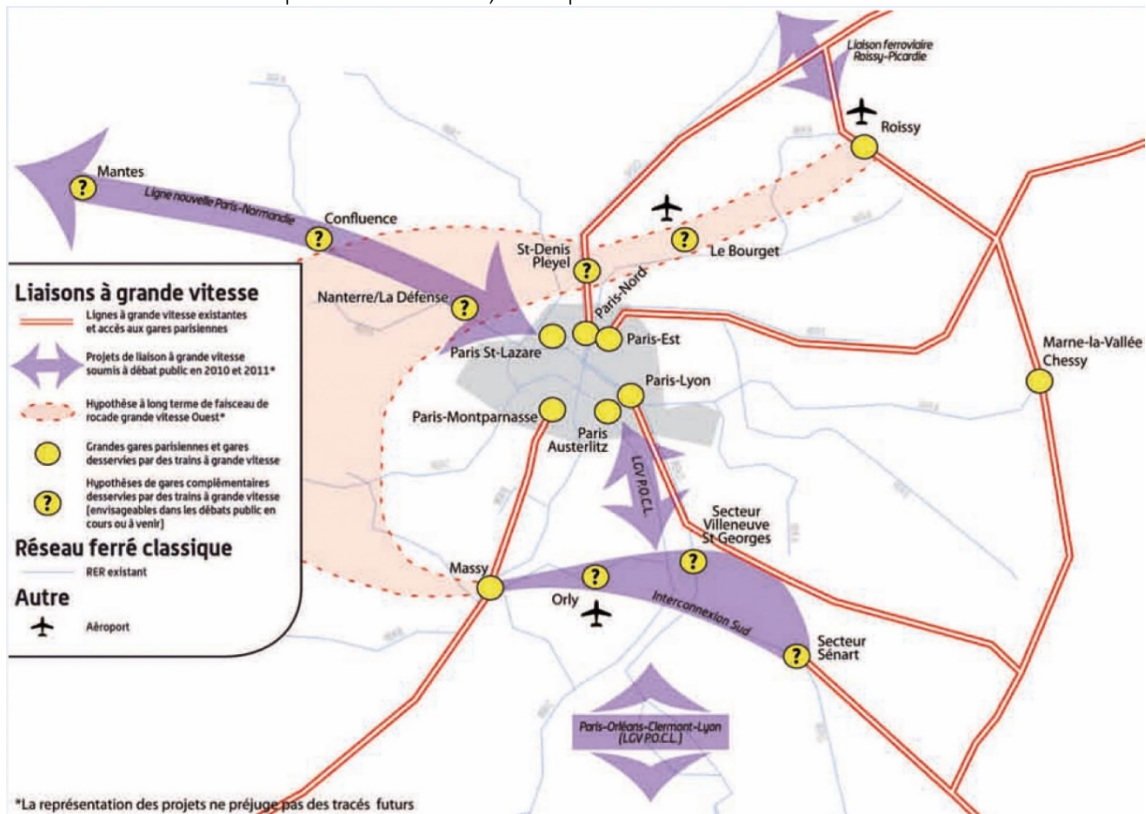 Liaison ferroviaire
Roissy-Picardie
Roissy
Mantes
Ligne nouvelle Paris-Normandie
Confluence
St-Denis
Pleyel
Le Bourget
Nanterre/La Défense
Paris-Nord
Paris St-Lazare
Paris-Est
Marne-la-Vallée
Chessy
Paris-Lyon
Paris-Montparnasse
Paris
Austerlitz
LGV P.O.C.L.
Secteur
Villeneuve
St Georges
Massy
Orly
Interconnexion Sud
Secteur
Sénart
Paris-Orléans-Clermont-Lyon
(LGV P.O.C.L.)
Liaisons à grande vitesse
Lignes à grande vitesse existantes
et accès aux gares parisiennes
Projets de liaison à grande vitesse
soumis à débat public en 2010 et 2011*
Hypothèse à long terme de faisceau de
rocade grande vitesse Ouest*
Grandes gares parisiennes et gares
desservies par des trains à grande vitesse
Hypothèses de gares complémentaires
desservies par des trains à grande vitesse
(envisageables dans les débats public en
cours ou à venir)
Réseau ferré classique
RER existant
Autre
Aéroport
*La représentation des projets ne préjuge pas des tracés futurs